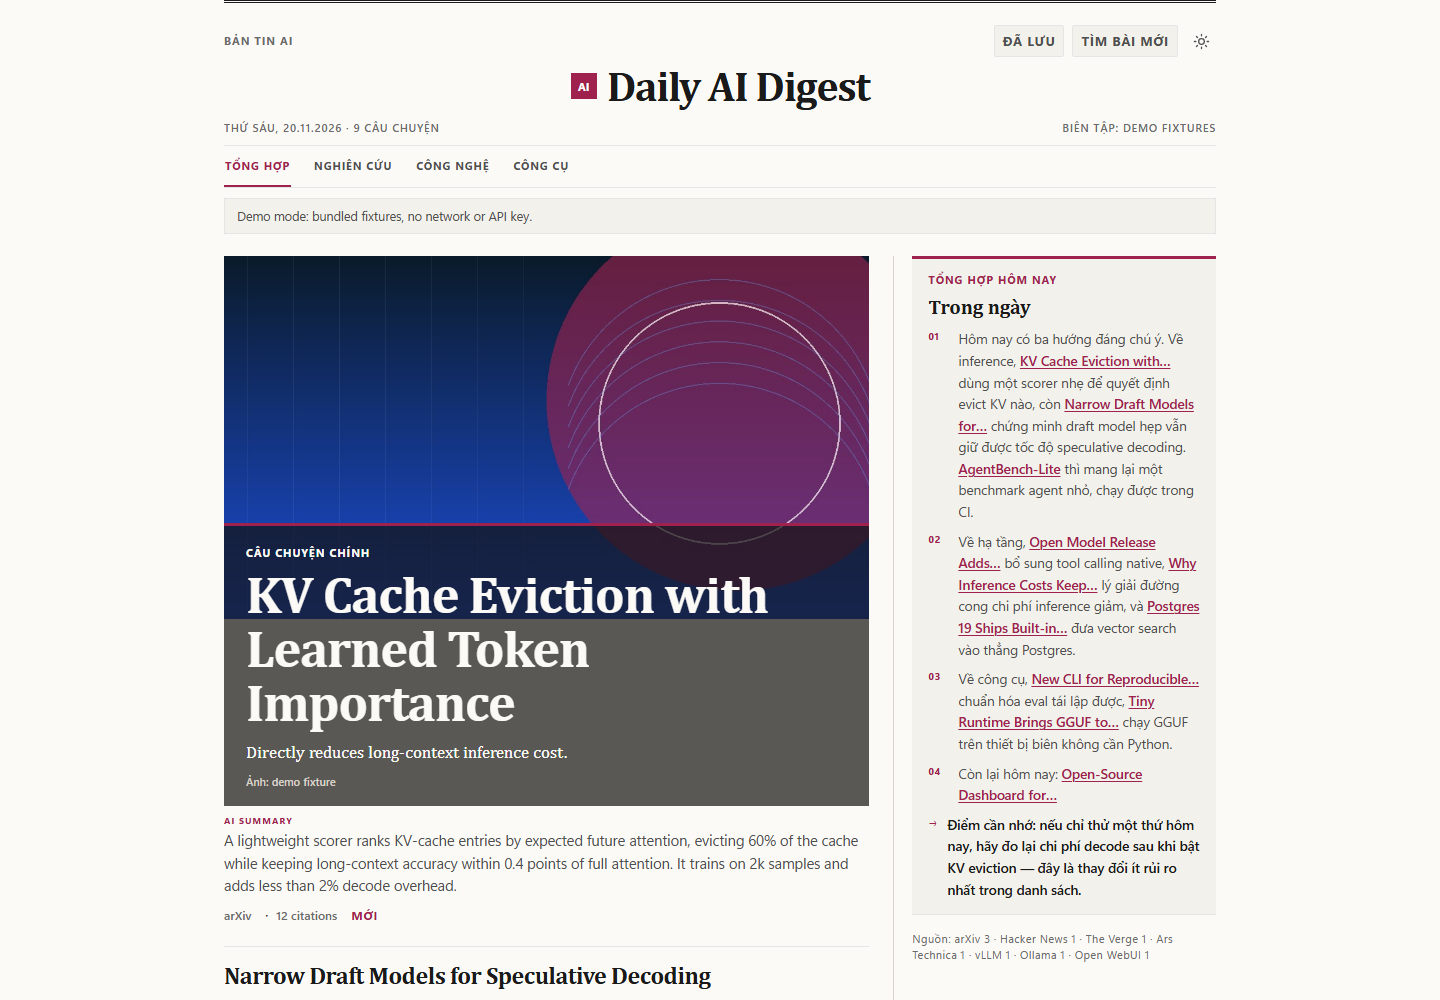 BẢN TIN AI
ĐÃ LƯU
TÌM BÀI MỚI
AI
Daily AI Digest
THỨ SÁU, 20.11.2026 · 9 CÂU CHUYỆN
BIÊN TẬP: DEMO FIXTURES
TỔNG HỢP
NGHIÊN CỨU
CÔNG NGHỆ
CÔNG CỤ
Demo mode: bundled fixtures, no network or API key.
CÂU CHUYỆN CHÍNH
KV Cache Eviction with
Learned Token
Importance
Directly reduces long-context inference cost.
Ảnh: demo fixture
AI SUMMARY
A lightweight scorer ranks KV-cache entries by expected future attention, evicting 60% of the cache
while keeping long-context accuracy within 0.4 points of full attention. It trains on 2k samples and
adds less than 2% decode overhead.
arXiv · 12 citations MỚI
Narrow Draft Models for Speculative Decoding
TỔNG HỢP HÔM NAY
Trong ngày
01 Hôm nay có ba hướng đáng chú ý. Về
inference, KV Cache Eviction with…
dùng một scorer nhẹ để quyết định
evict KV nào, còn Narrow Draft Models
for… chứng minh draft model hẹp vẫn
giữ được tốc độ speculative decoding.
AgentBench-Lite thì mang lại một
benchmark agent nhỏ, chạy được trong
CI.
02 Về hạ tầng, Open Model Release
Adds… bổ sung tool calling native, Why
Inference Costs Keep… lý giải đường
cong chi phí inference giảm, và Postgres
19 Ships Built-in… đưa vector search
vào thẳng Postgres.
03 Về công cụ, New CLI for Reproducible…
chuẩn hóa eval tái lập được, Tiny
Runtime Brings GGUF to… chạy GGUF
trên thiết bị biên không cần Python.
04 Còn lại hôm nay: Open-Source
Dashboard for…
→ Điểm cần nhớ: nếu chỉ thử một thứ hôm
nay, hãy đo lại chi phí decode sau khi bật
KV eviction — đây là thay đổi ít rủi ro
nhất trong danh sách.
Nguồn: arXiv 3 · Hacker News 1 · The Verge 1 · Ars
Technica 1 · vLLM 1 · Ollama 1 · Open WebUI 1